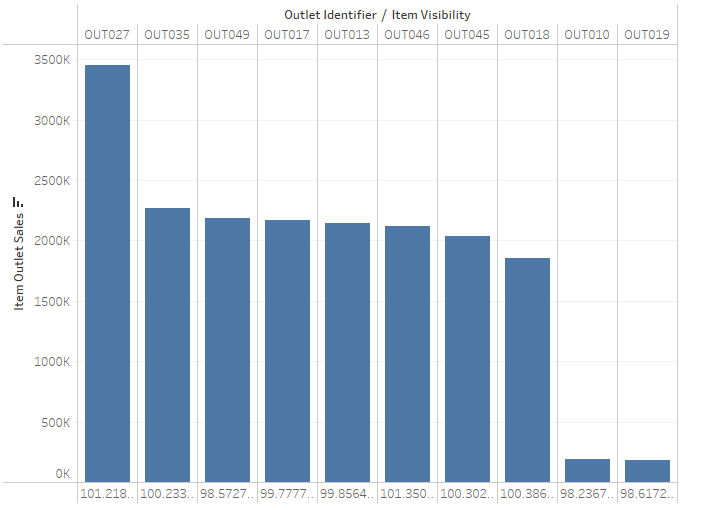 Outlet Identifier / Item Visibility
OUT027 OUT035 OUT049 OUT017 OUT013 OUT046 OUT045 OUT018 OUT010 OUT019
3500K
3000K
2500K
2000K
1500K
1000K
500K
0K
Item Outlet Sales
101.218.. 100.233.. 98.5727.. 99.7777.. 99.8564.. 101.350.. 100.302.. 100.386.. 98.2367.. 98.6172..